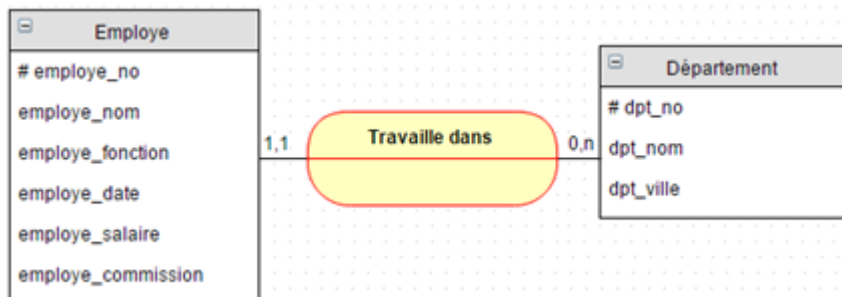 Employe
# employe_no
employe_nom
employe_fonction
employe_date
employe_salaire
employe_commission
1,1
Travaille dans
0,n
Département
# dpt_no
dpt_nom
dpt_ville